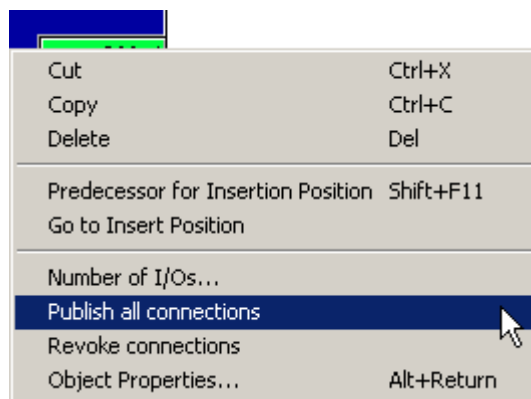 Cut Ctrl+X
Copy Ctrl+C
Delete Del
Predecessor for Insertion Position Shift+F11
Go to Insert Position
Number of I/Os...
Publish all connections
Revoke connections
Object Properties... Alt+Return